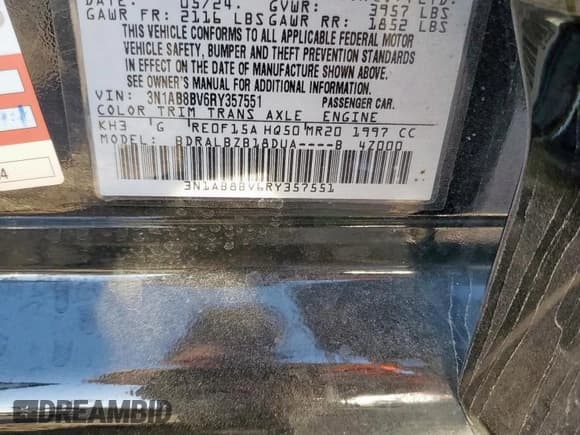 DATE: 05/24. GVWR: 3957 LBS
GAWR FR: 2116 LBS GAWR RR: 1852 LBS
THIS VEHICLE CONFORMS TO ALL APPLICABLE FEDERAL MOTOR
VEHICLE SAFETY, BUMPER AND THEFT PREVENTION STANDARDS
IN EFFECT ON THE DATE OF MANUFACTURE SHOWN ABOVE.
SEE OWNER'S MANUAL FOR ADDITIONAL INFORMATION.
VIN: 3N1AB8BV6RY357551 PASSENGER CAR.
COLOR TRIM TRANS AXLE ENGINE
KH3 G RE0F15A HQ50 MR20 1997 CC
MODEL: BDRALBZB18DUA----B 4Z000
3N1AB8BV6RY357551
DREAMBID